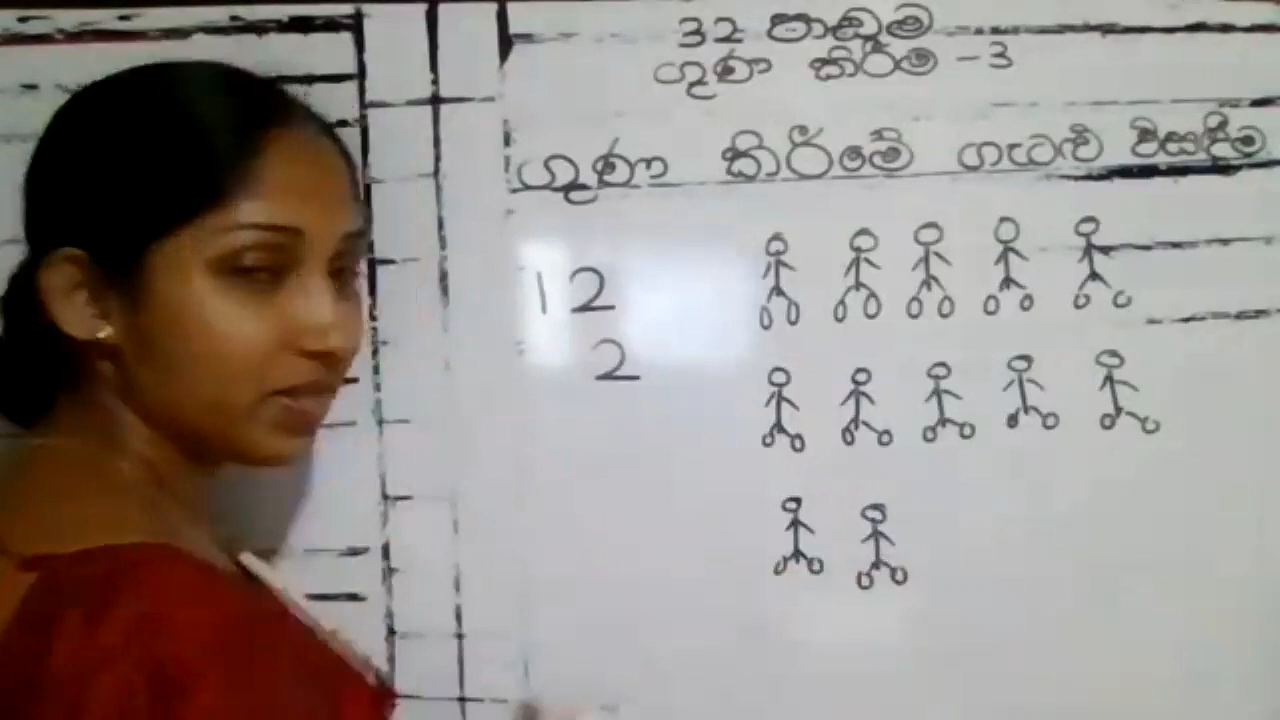 32 පාඩම
ගුණ කිරීම - 3
ගුණ කිරීමේ ගැටළු විසඳීම
12
2